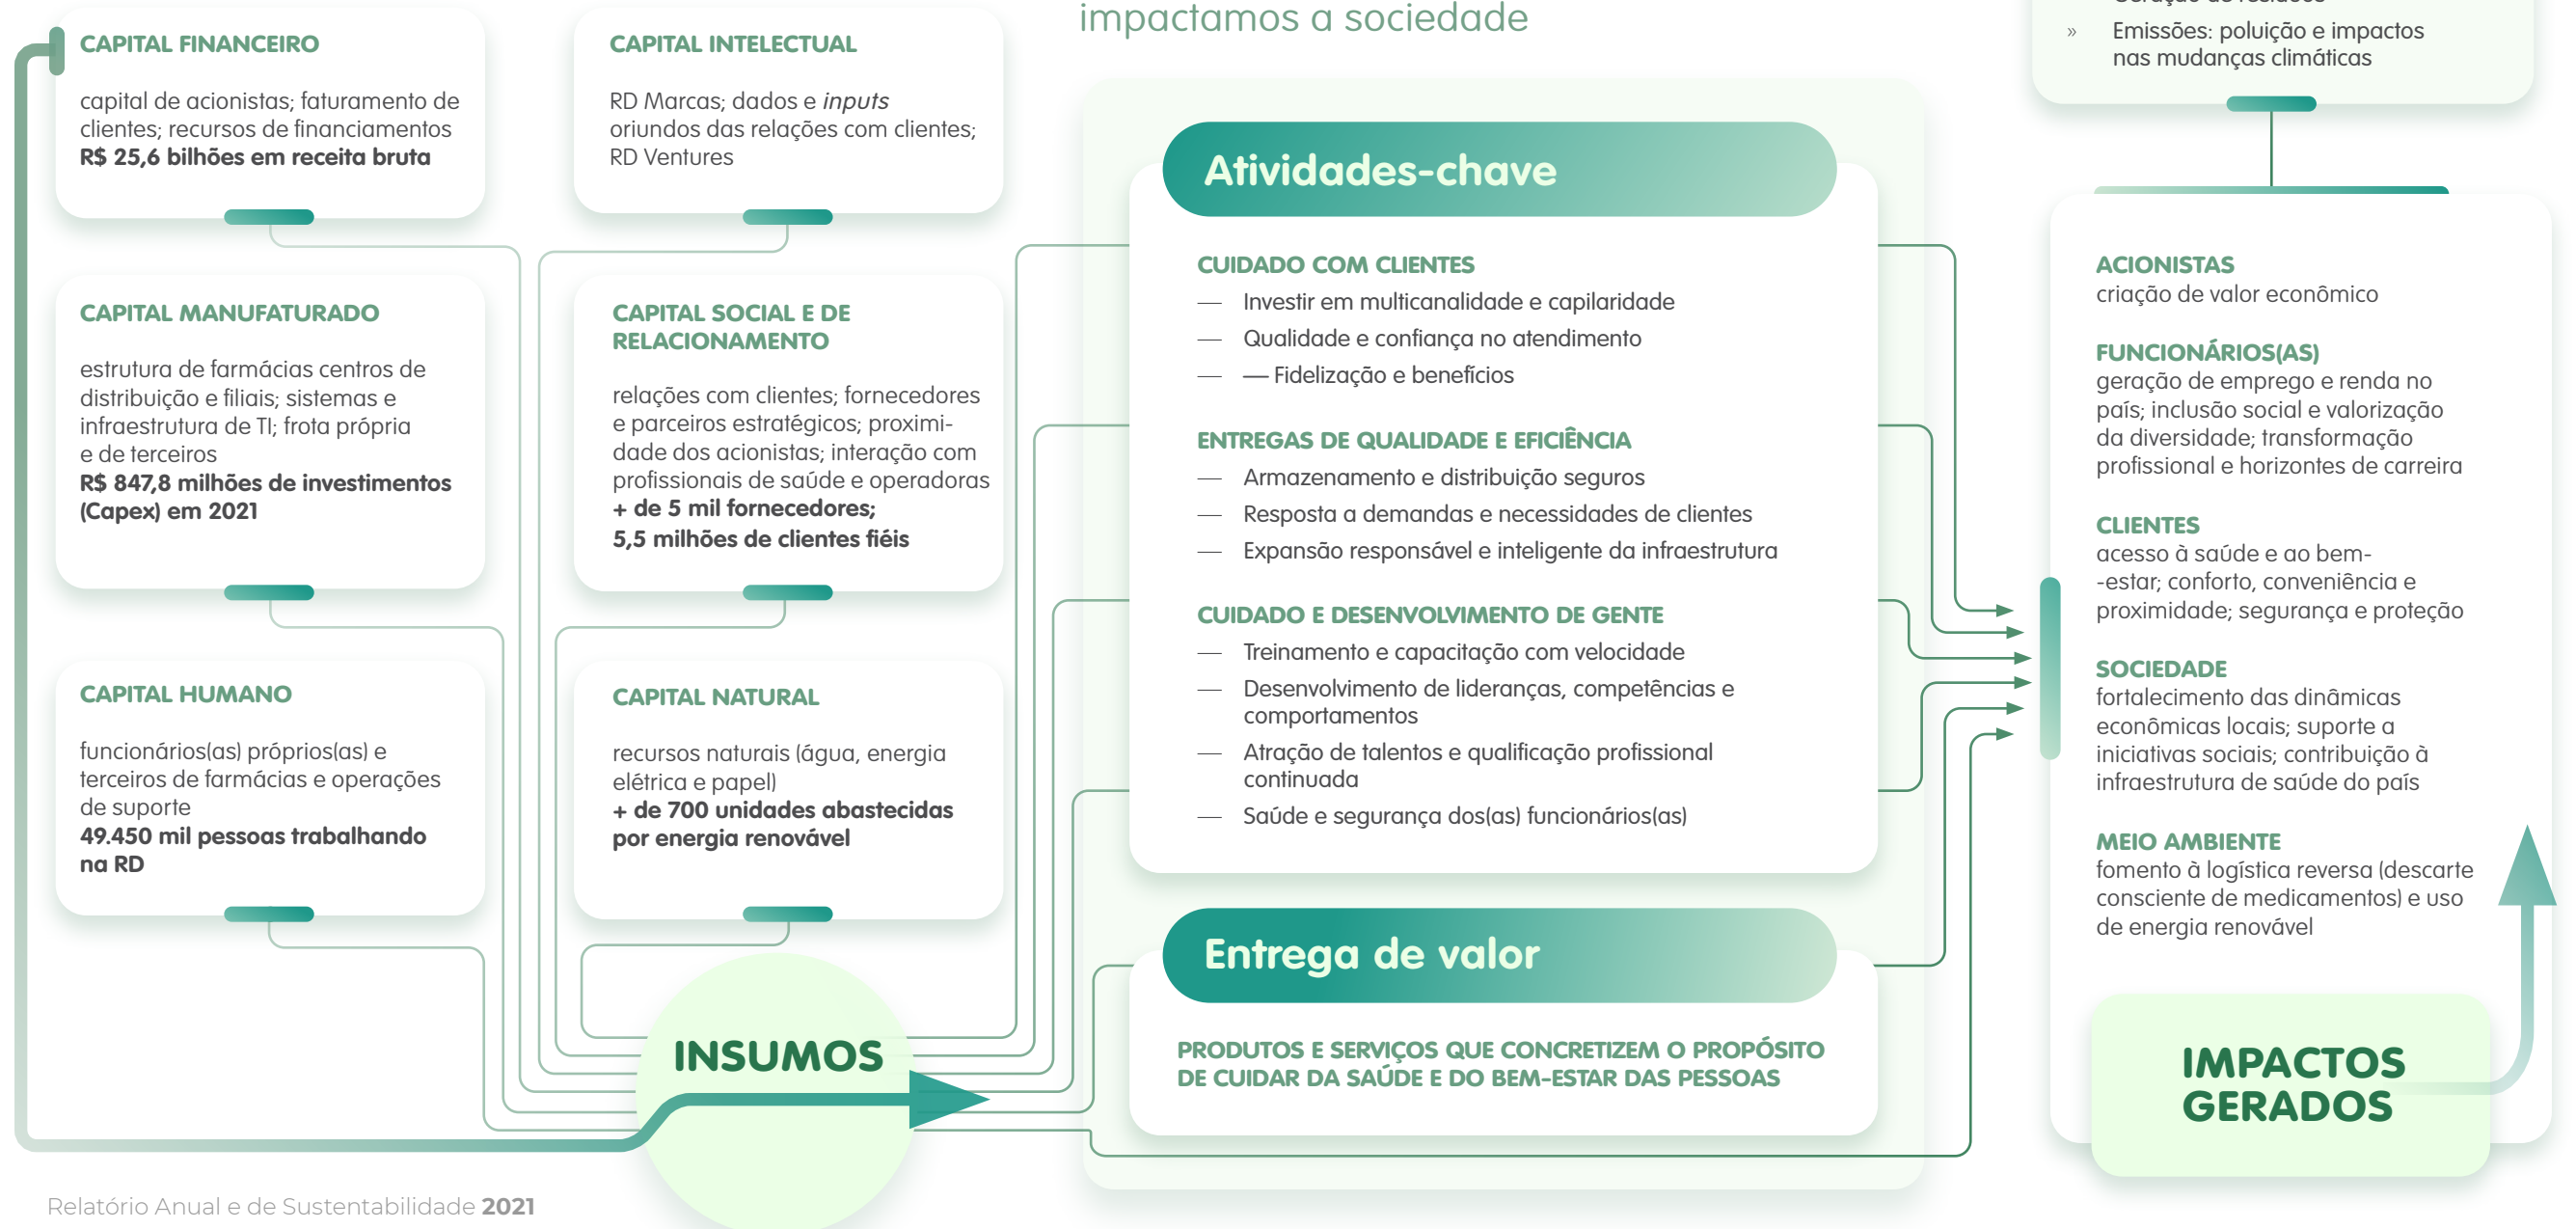 impactamos a sociedade
Emissões: poluição e impactos
nas mudanças climáticas
CAPITAL FINANCEIRO
capital de acionistas; faturamento de
clientes; recursos de financiamentos
R$ 25,6 bilhões em receita bruta
CAPITAL INTELECTUAL
RD Marcas; dados e inputs
oriundos das relações com clientes;
RD Ventures
CAPITAL MANUFATURADO
estrutura de farmácias centros de
distribuição e filiais; sistemas e
infraestrutura de TI; frota própria
e de terceiros
R$ 847,8 milhões de investimentos
(Capex) em 2021
CAPITAL SOCIAL E DE
RELACIONAMENTO
relações com clientes; fornecedores
e parceiros estratégicos; proximi-
dade dos acionistas; interação com
profissionais de saúde e operadoras
+ de 5 mil fornecedores;
5,5 milhões de clientes fiéis
CAPITAL HUMANO
funcionários(as) próprios(as) e
terceiros de farmácias e operações
de suporte
49.450 mil pessoas trabalhando
na RD
CAPITAL NATURAL
recursos naturais (água, energia
elétrica e papel)
+ de 700 unidades abastecidas
por energia renovável
INSUMOS
Atividades-chave
CUIDADO COM CLIENTES
— Investir em multicanalidade e capilaridade
— Qualidade e confiança no atendimento
— — Fidelização e benefícios
ENTREGAS DE QUALIDADE E EFICIÊNCIA
— Armazenamento e distribuição seguros
— Resposta a demandas e necessidades de clientes
— Expansão responsável e inteligente da infraestrutura
CUIDADO E DESENVOLVIMENTO DE GENTE
— Treinamento e capacitação com velocidade
— Desenvolvimento de lideranças, competências e
comportamentos
— Atração de talentos e qualificação profissional
continuada
— Saúde e segurança dos(as) funcionários(as)
Entrega de valor
PRODUTOS E SERVIÇOS QUE CONCRETIZEM O PROPÓSITO
DE CUIDAR DA SAÚDE E DO BEM-ESTAR DAS PESSOAS
ACIONISTAS
criação de valor econômico
FUNCIONÁRIOS(AS)
geração de emprego e renda no
país; inclusão social e valorização
da diversidade; transformação
profissional e horizontes de carreira
CLIENTES
acesso à saúde e ao bem-
-estar; conforto, conveniência e
proximidade; segurança e proteção
SOCIEDADE
fortalecimento das dinâmicas
econômicas locais; suporte a
iniciativas sociais; contribuição à
infraestrutura de saúde do país
MEIO AMBIENTE
fomento à logística reversa (descarte
consciente de medicamentos) e uso
de energia renovável
IMPACTOS
GERADOS
Relatório Anual e de Sustentabilidade 2021